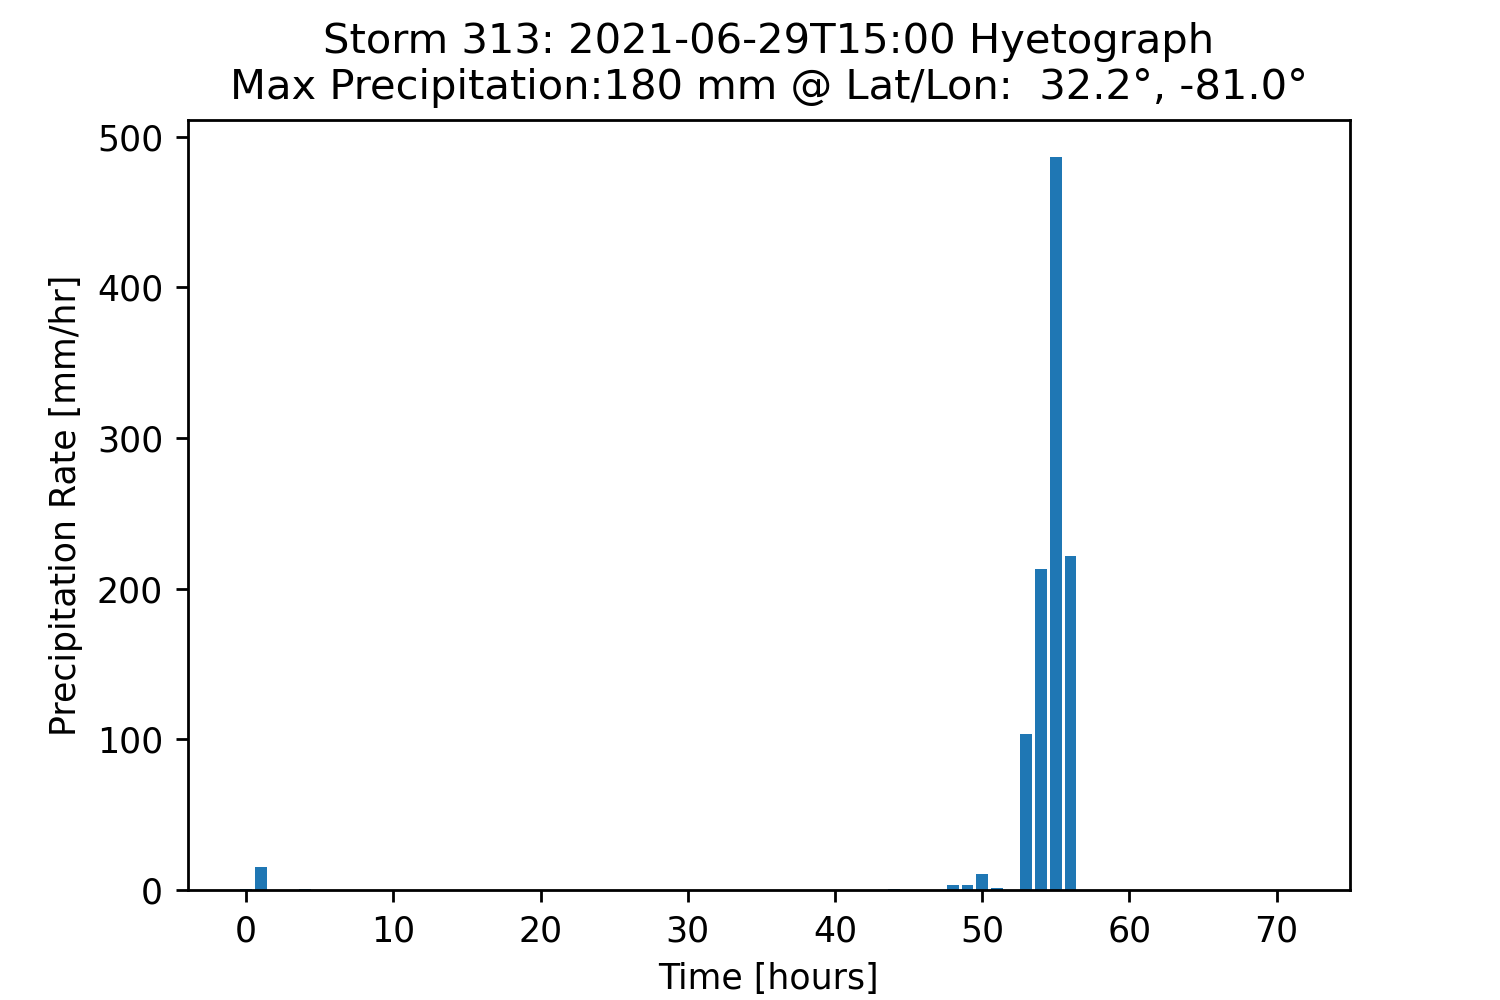 Storm 313: 2021-06-29T15:00 Hyetograph
Max Precipitation:180 mm @ Lat/Lon:  32.2°, -81.0°
500
400
300
200
100
0
Precipitation Rate [mm/hr]
0 10 20 30 40 50 60 70
Time [hours]